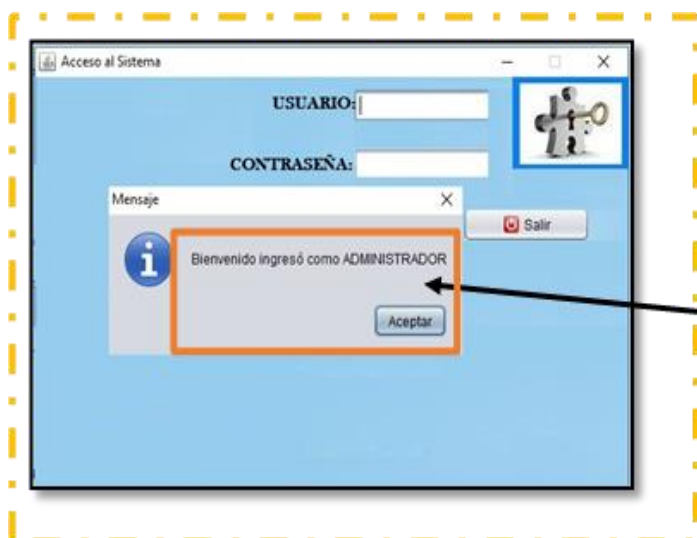 Acceso al Sistema
USUARIO:
CONTRASEÑA:
Mensaje
Salir
Bienvenido ingresó como ADMINISTRADOR
Aceptar